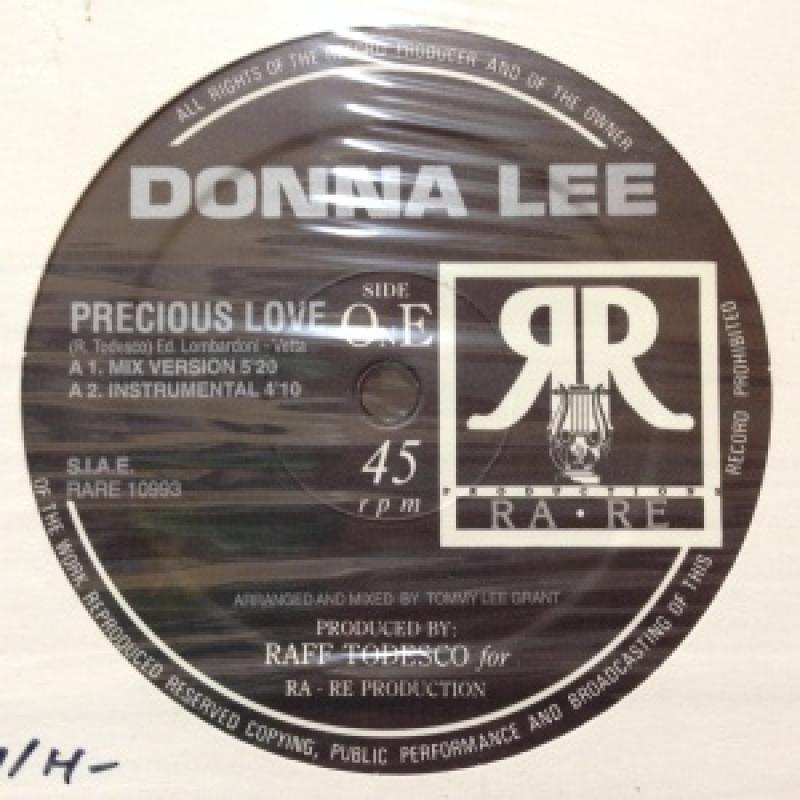 ALL RIGHTS OF THE RECORD PRODUCER AND OF THE OWNER
DONNA LEE
PRECIOUS LOVE
(R. Todesco) Ed. Lombardoni - Vetta
A 1. MIX VERSION 5'20
A 2. INSTRUMENTAL 4'10
SIDE
ONE
S.I.A.E.
RARE 10993
45
rpm
RR
PRODUCTIONS
RA • RE
ARRANGED AND MIXED BY TOMMY LEE GRANT
PRODUCED BY:
RAFF TODESCO for
RA - RE PRODUCTION
OF THE WORK REPRODUCED RESERVED COPYING, PUBLIC PERFORMANCE AND BROADCASTING OF THIS
RECORD PROHIBITED
/H-